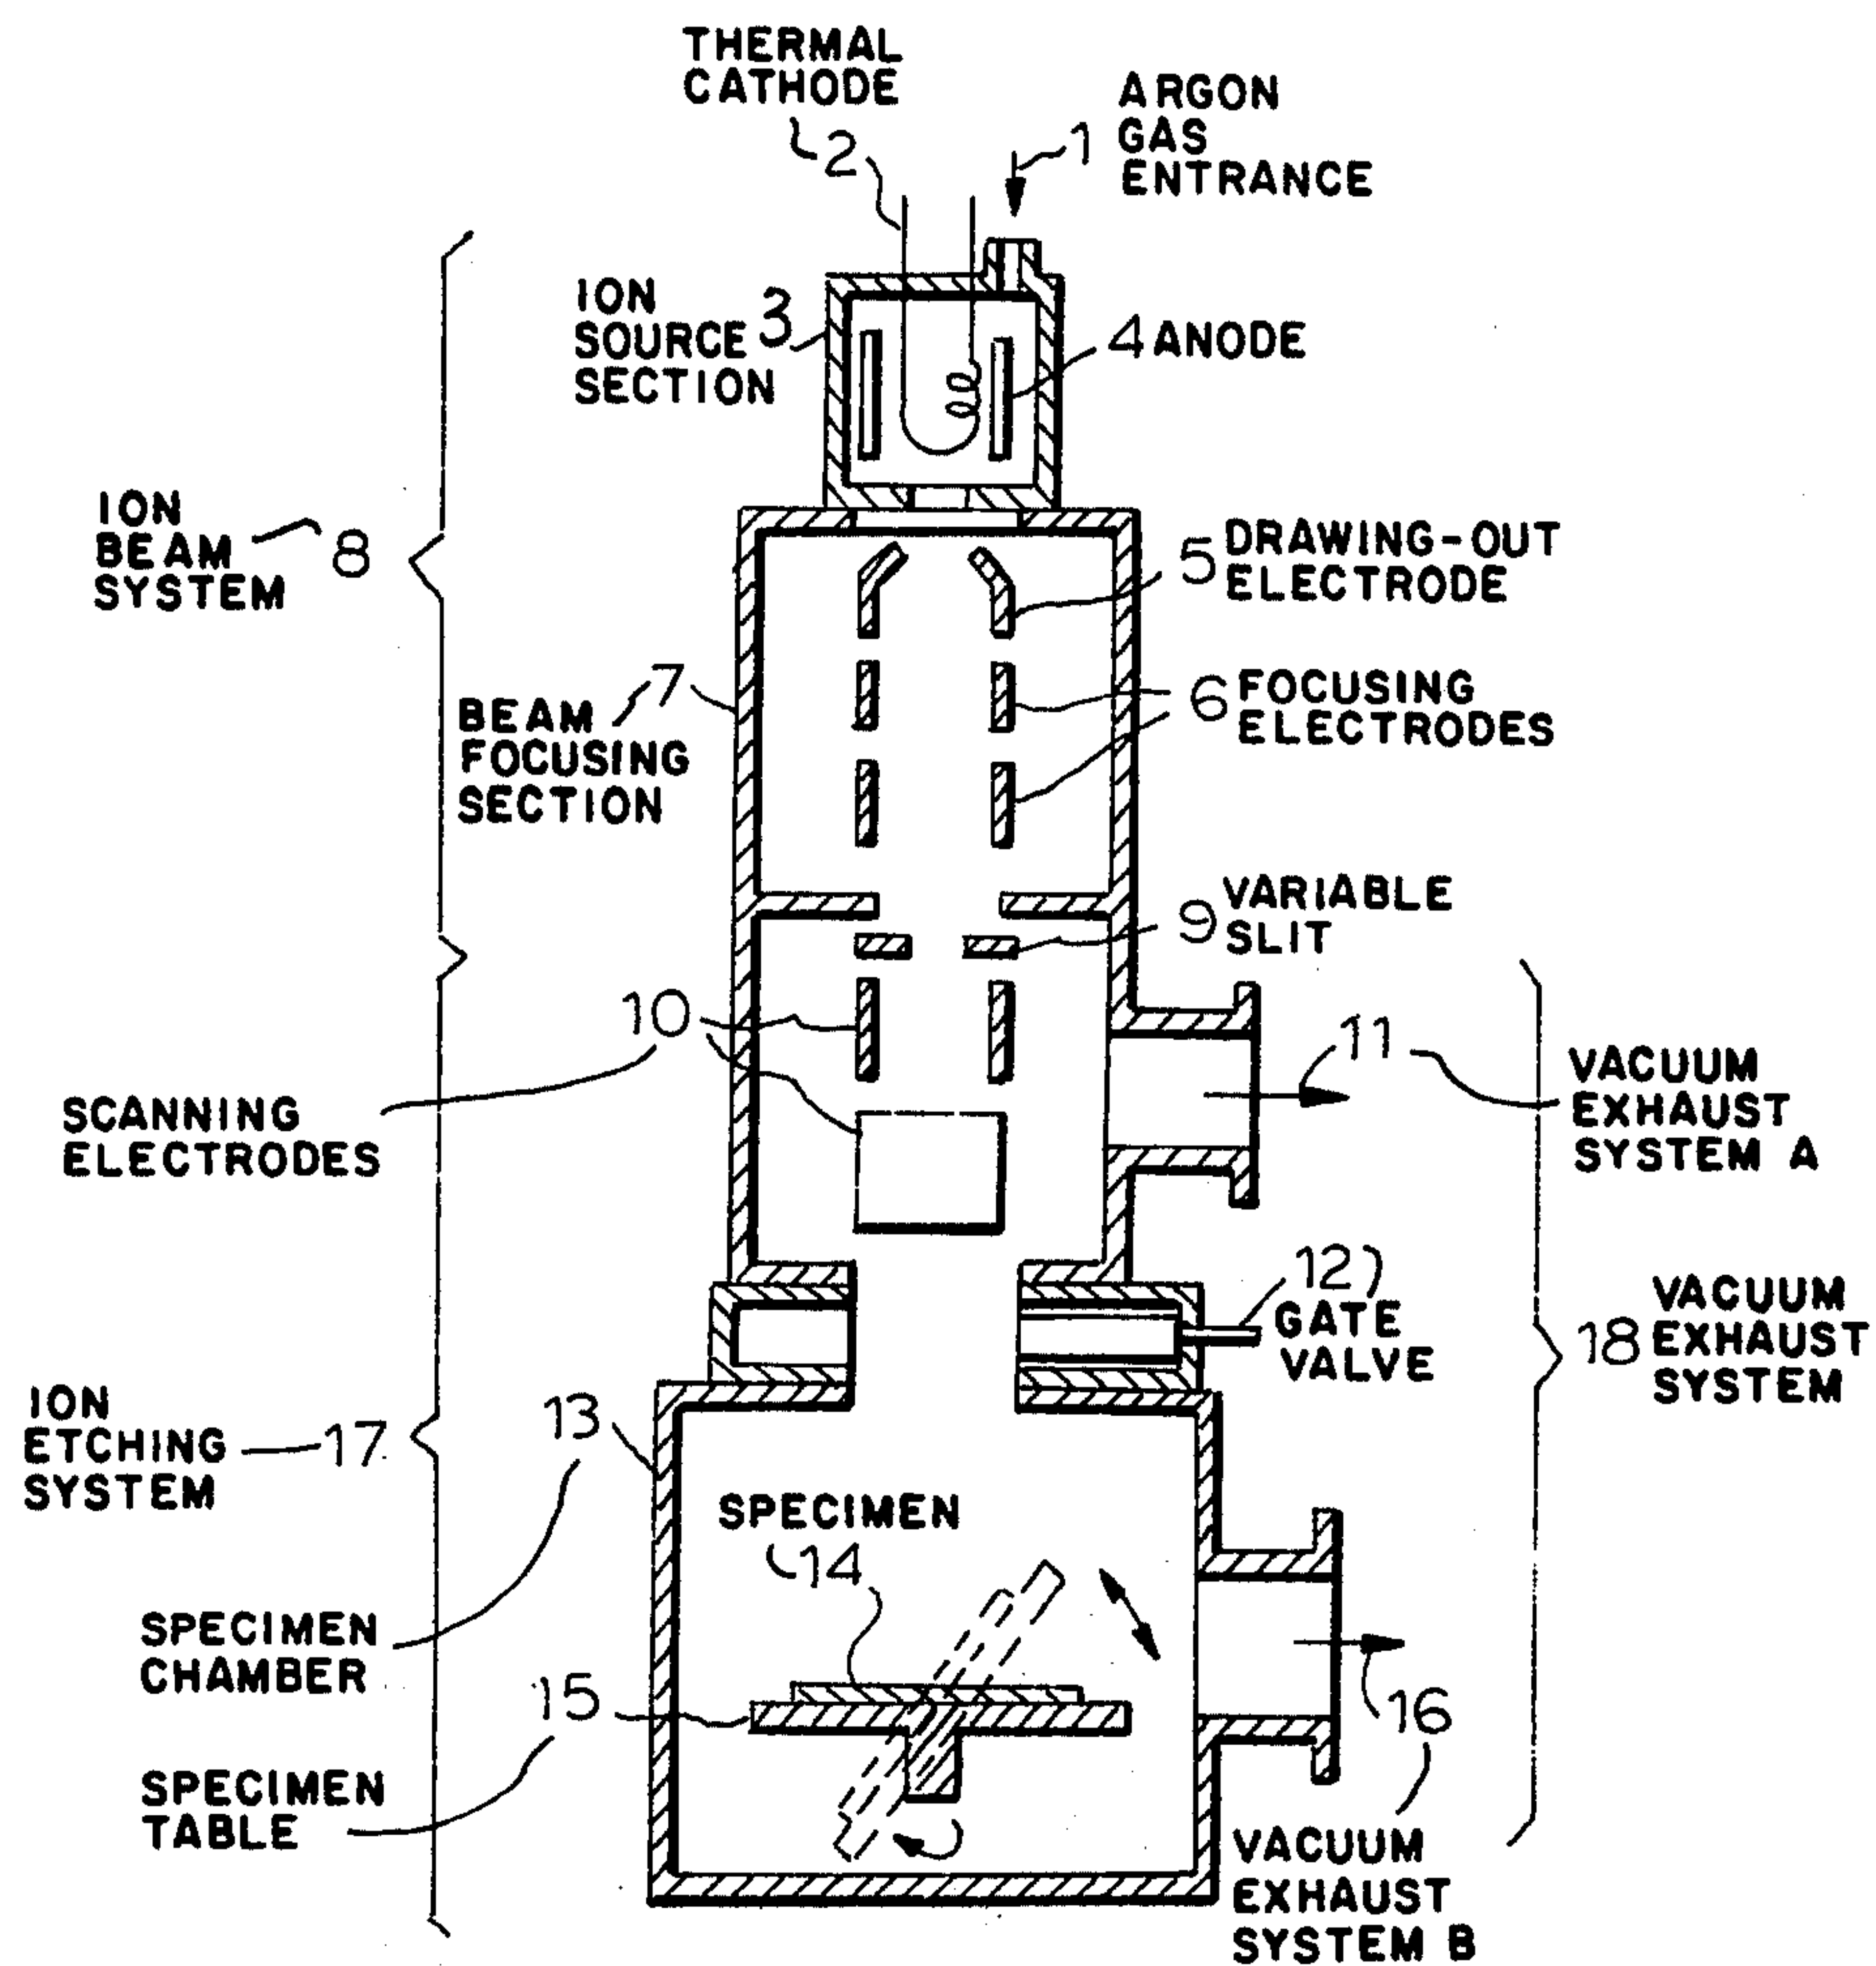 THERMAL
CATHODE
2
1 ARGON
GAS
ENTRANCE
ION
SOURCE 3
SECTION
4 ANODE
ION
BEAM 8
SYSTEM
5 DRAWING-OUT
ELECTRODE
7
BEAM
FOCUSING
SECTION
6 FOCUSING
ELECTRODES
9 VARIABLE
SLIT
10
SCANNING
ELECTRODES
11
VACUUM
EXHAUST
SYSTEM A
12
GATE
VALVE
18 VACUUM
EXHAUST
SYSTEM
ION
ETCHING 17
SYSTEM
13
SPECIMEN
14
SPECIMEN
CHAMBER
15
16
SPECIMEN
TABLE
VACUUM
EXHAUST
SYSTEM B